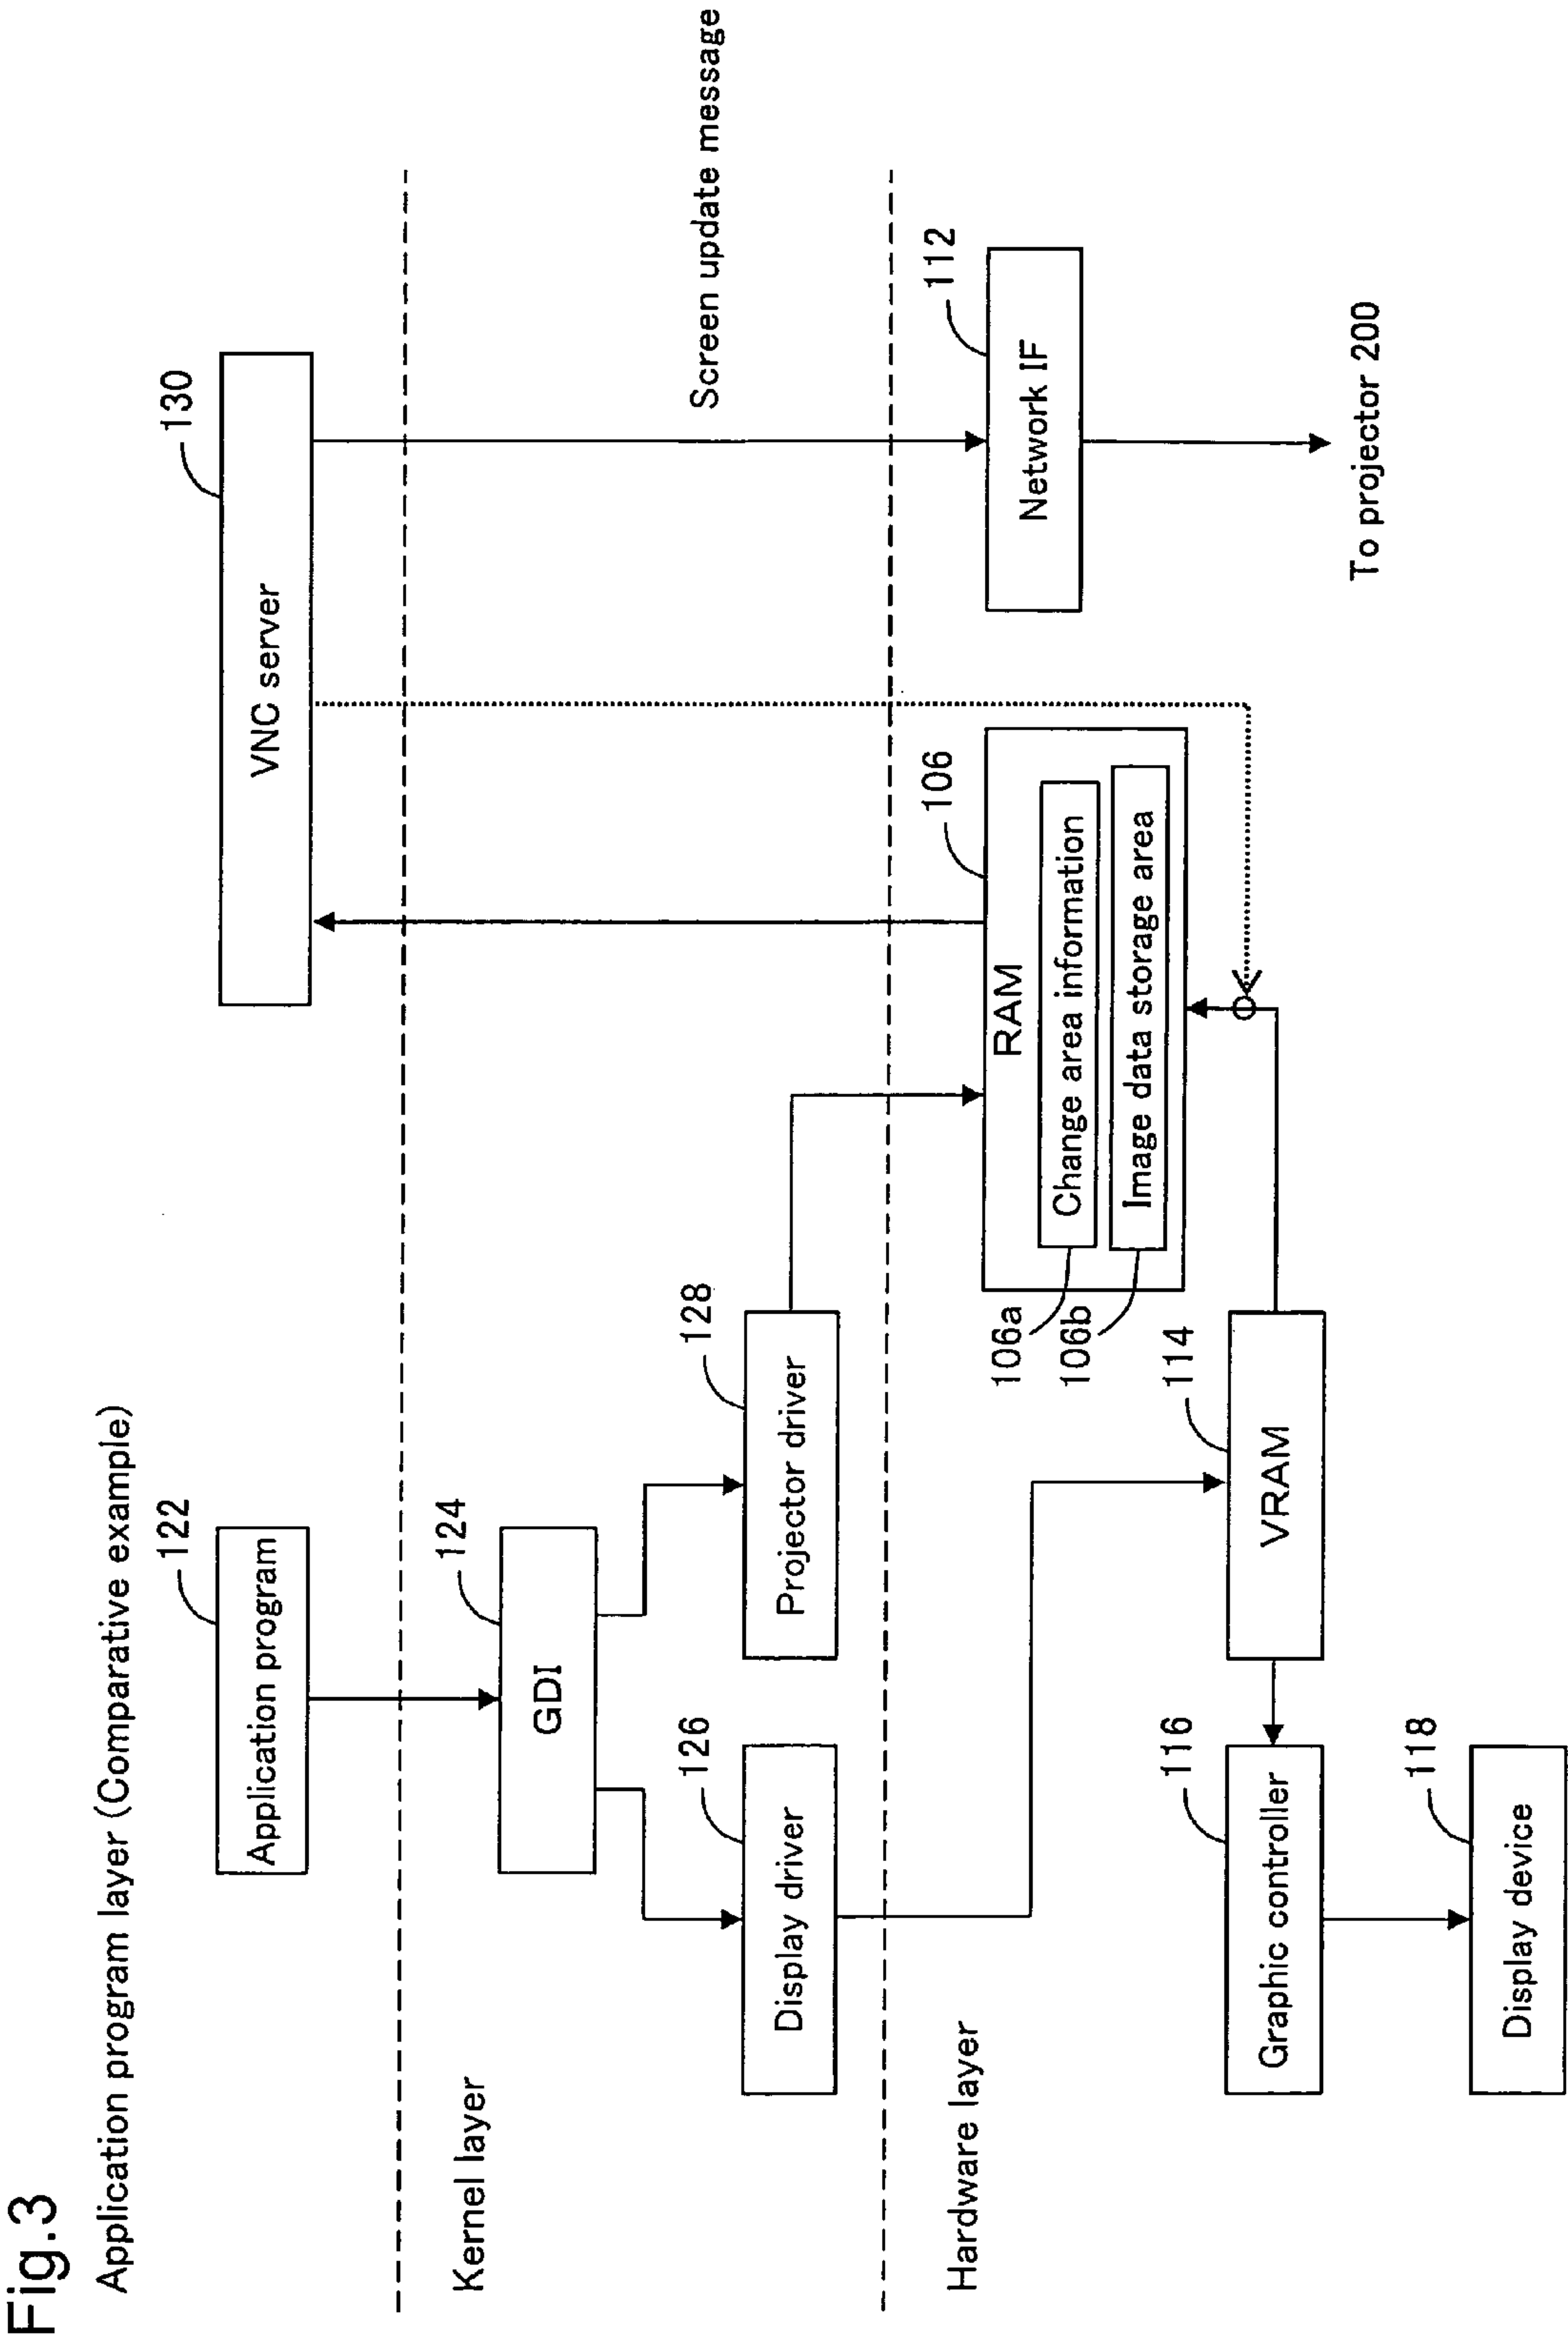 Fig.3
Application program layer (Comparative example)
122
Application program
130
VNC server
Kernel layer
124
GDI
126
Display driver
128
Projector driver
Screen update message
Hardware layer
106
RAM
106a
Change area information
106b
Image data storage area
112
Network IF
To projector 200
114
VRAM
116
Graphic controller
118
Display device